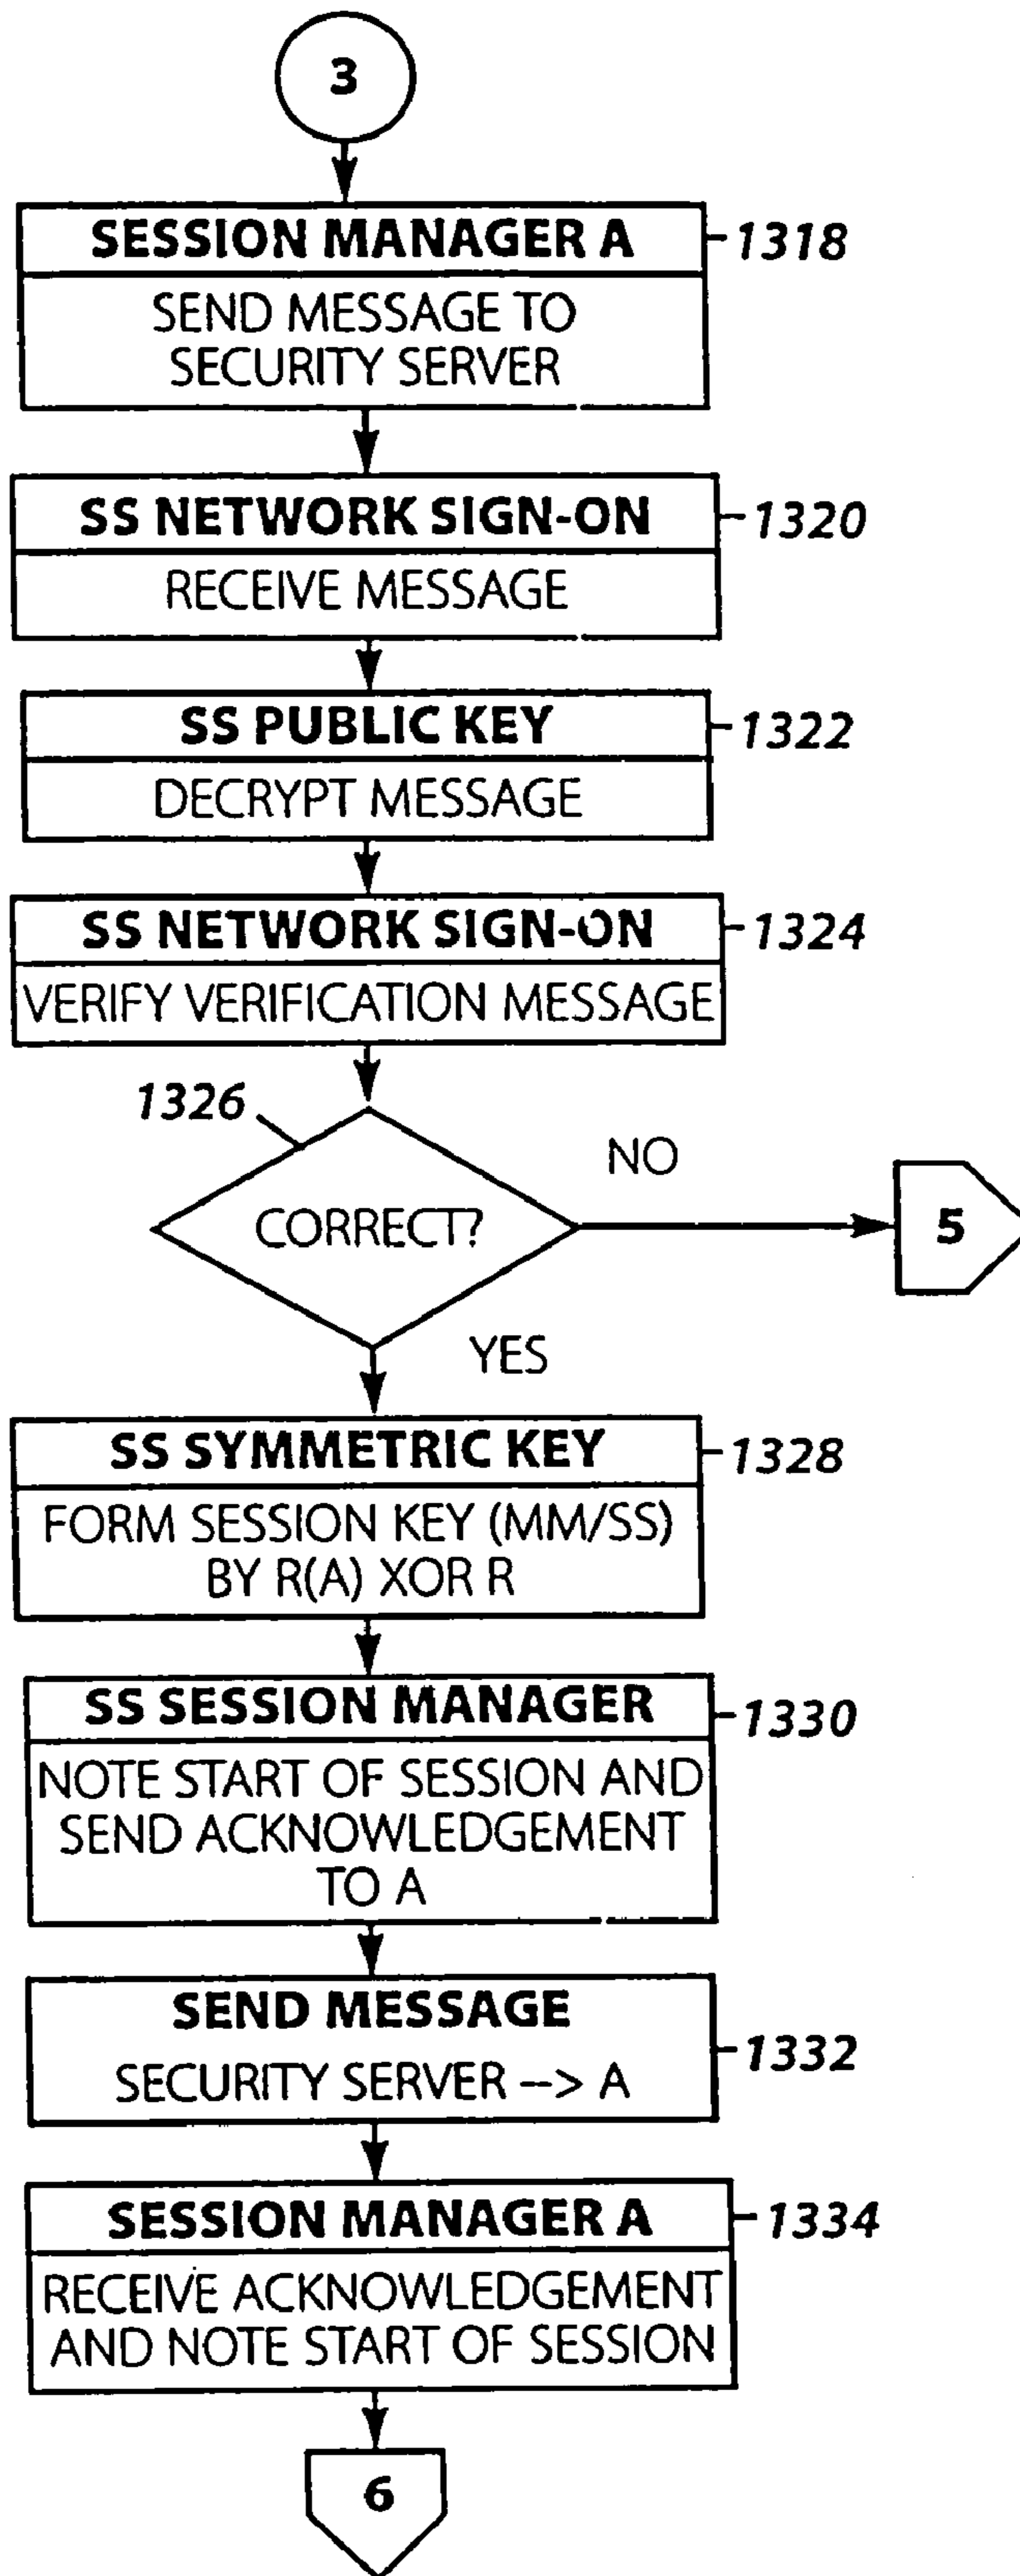 3
SESSION MANAGER A
1318
SEND MESSAGE TO
SECURITY SERVER
SS NETWORK SIGN-ON
1320
RECEIVE MESSAGE
SS PUBLIC KEY
1322
DECRYPT MESSAGE
SS NETWORK SIGN-ON
1324
VERIFY VERIFICATION MESSAGE
1326
NO
CORRECT?
5
YES
SS SYMMETRIC KEY
1328
FORM SESSION KEY (MM/SS)
BY R(A) XOR R
SS SESSION MANAGER
1330
NOTE START OF SESSION AND
SEND ACKNOWLEDGEMENT
TO A
SEND MESSAGE
1332
SECURITY SERVER --> A
SESSION MANAGER A
1334
RECEIVE ACKNOWLEDGEMENT
AND NOTE START OF SESSION
6